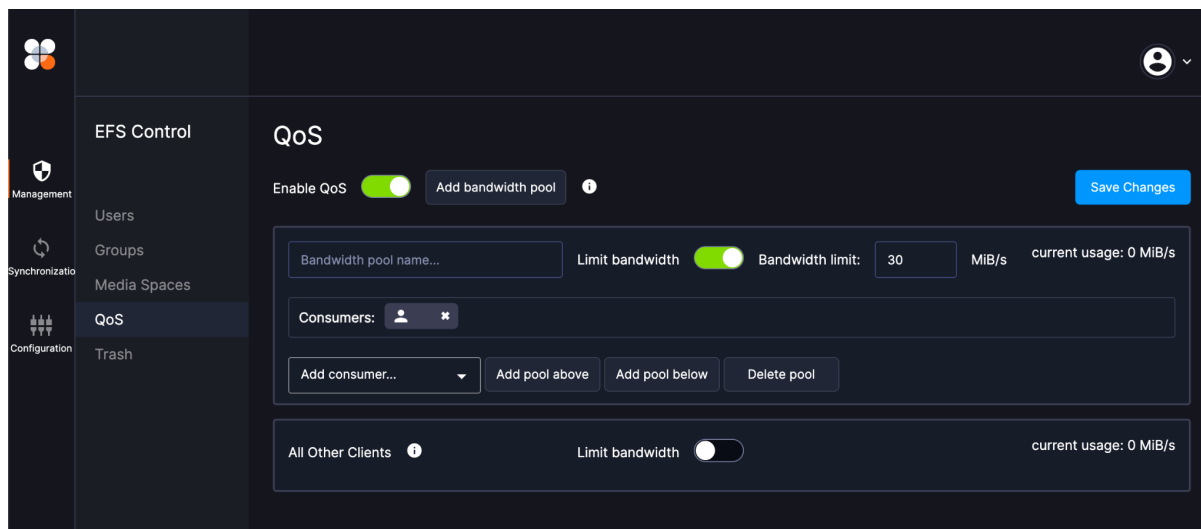 EFS Control
QoS
Management
Enable QoS
Add bandwidth pool
Save Changes
Users
Groups
Synchronizatio
Media Spaces
QoS
Configuration
Trash
Bandwidth pool name...
Limit bandwidth
Bandwidth limit:
30
MiB/s
current usage: 0 MiB/s
Consumers:
Add consumer...
Add pool above
Add pool below
Delete pool
All Other Clients
Limit bandwidth
current usage: 0 MiB/s